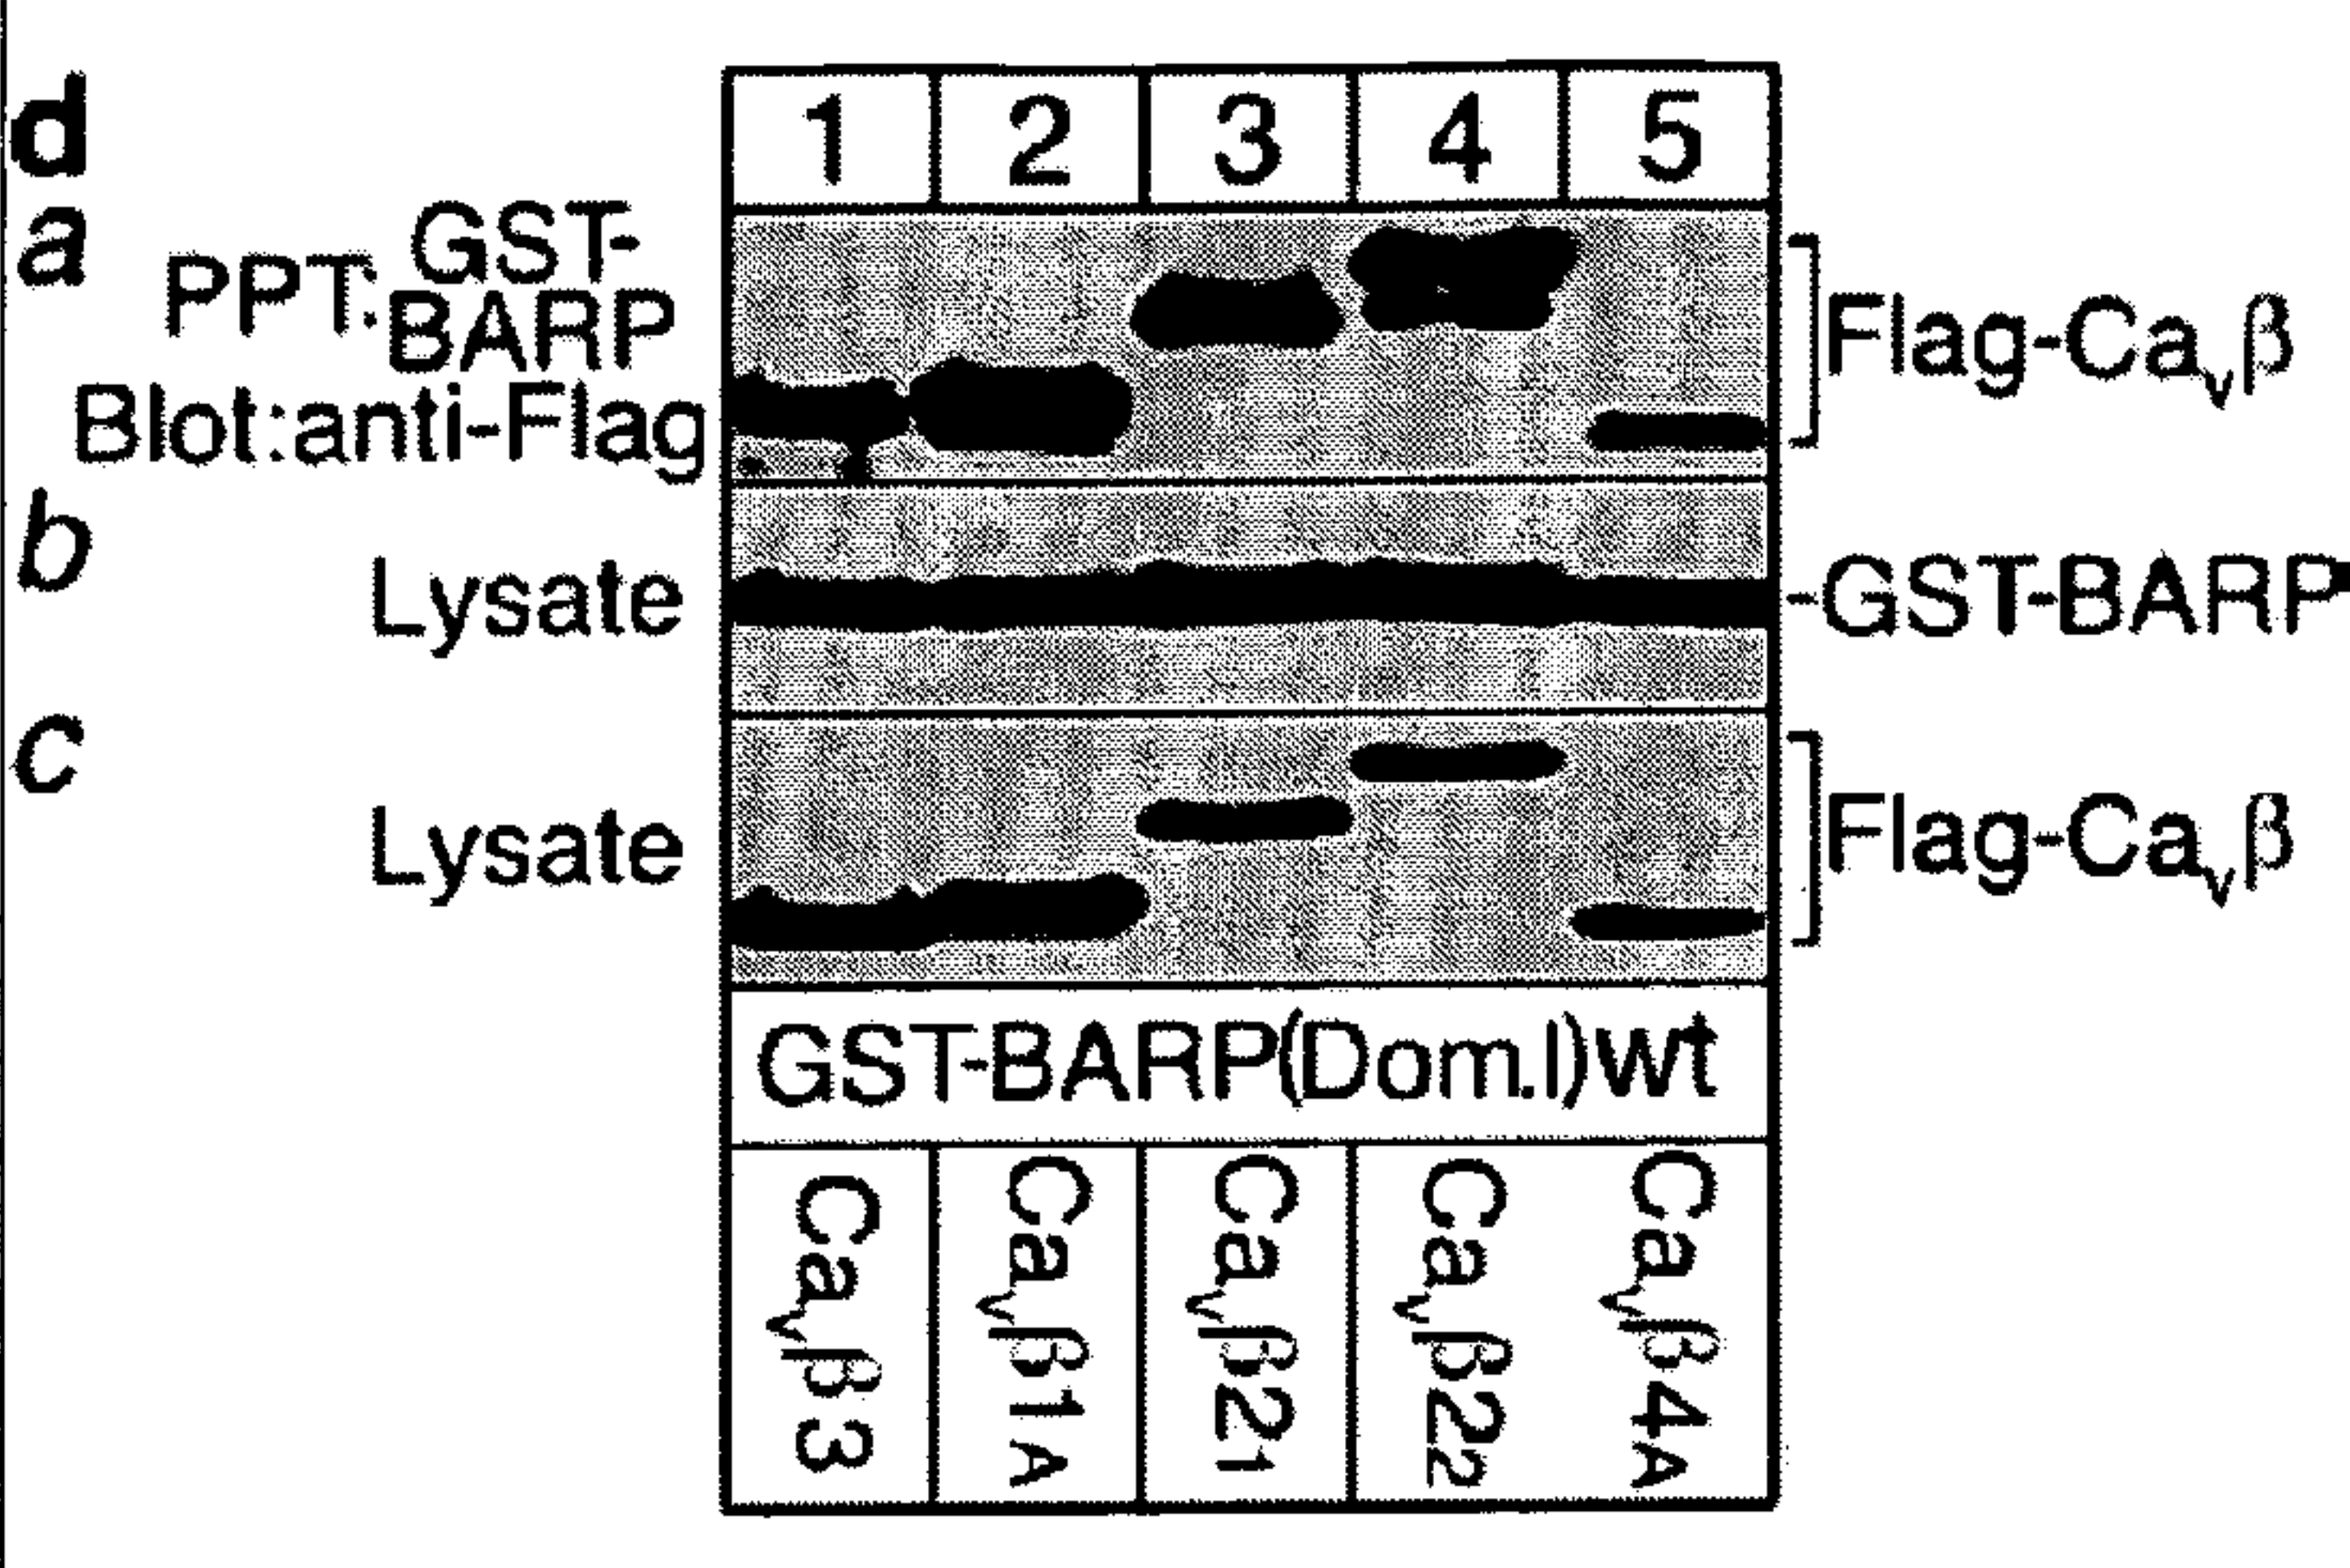 d
1 2 3 4 5
a
PPT: GST-
BARP
Blot:anti-Flag
Flag-Cavβ
b
Lysate
-GST-BARP
c
Lysate
Flag-Cavβ
GST-BARP(Dom.I)wt
Cavβ3
Cavβ1A
Cavβ21
Cavβ22
Cavβ4A